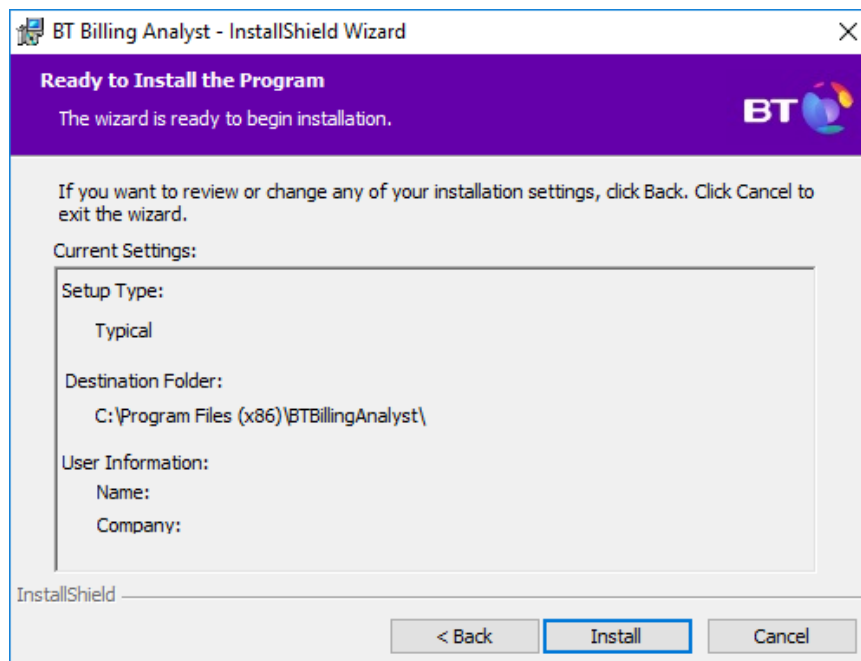 BT Billing Analyst - InstallShield Wizard
Ready to Install the Program
The wizard is ready to begin installation.
BT
If you want to review or change any of your installation settings, click Back. Click Cancel to
exit the wizard.
Current Settings:
Setup Type:
Typical
Destination Folder:
C:\Program Files (x86)\BTBillingAnalyst\
User Information:
Name:
Company:
InstallShield
< Back
Install
Cancel